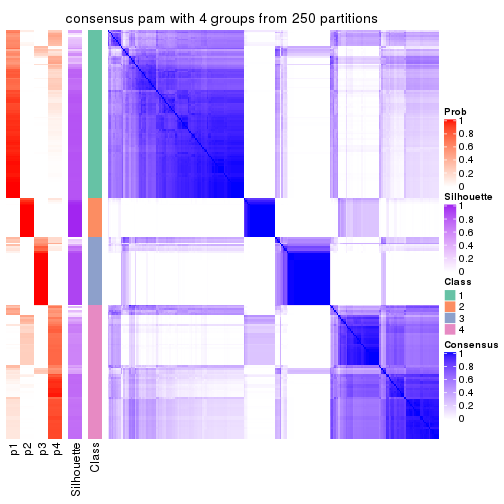 consensus pam with 4 groups from 250 partitions
Prob
1
0.8
0.6
0.4
0.2
0
Silhouette
1
0.8
0.6
0.4
0.2
0
Class
1
2
3
4
Consensus
1
0.8
0.6
0.4
0.2
0
p1
p2
p3
p4
Silhouette
Class